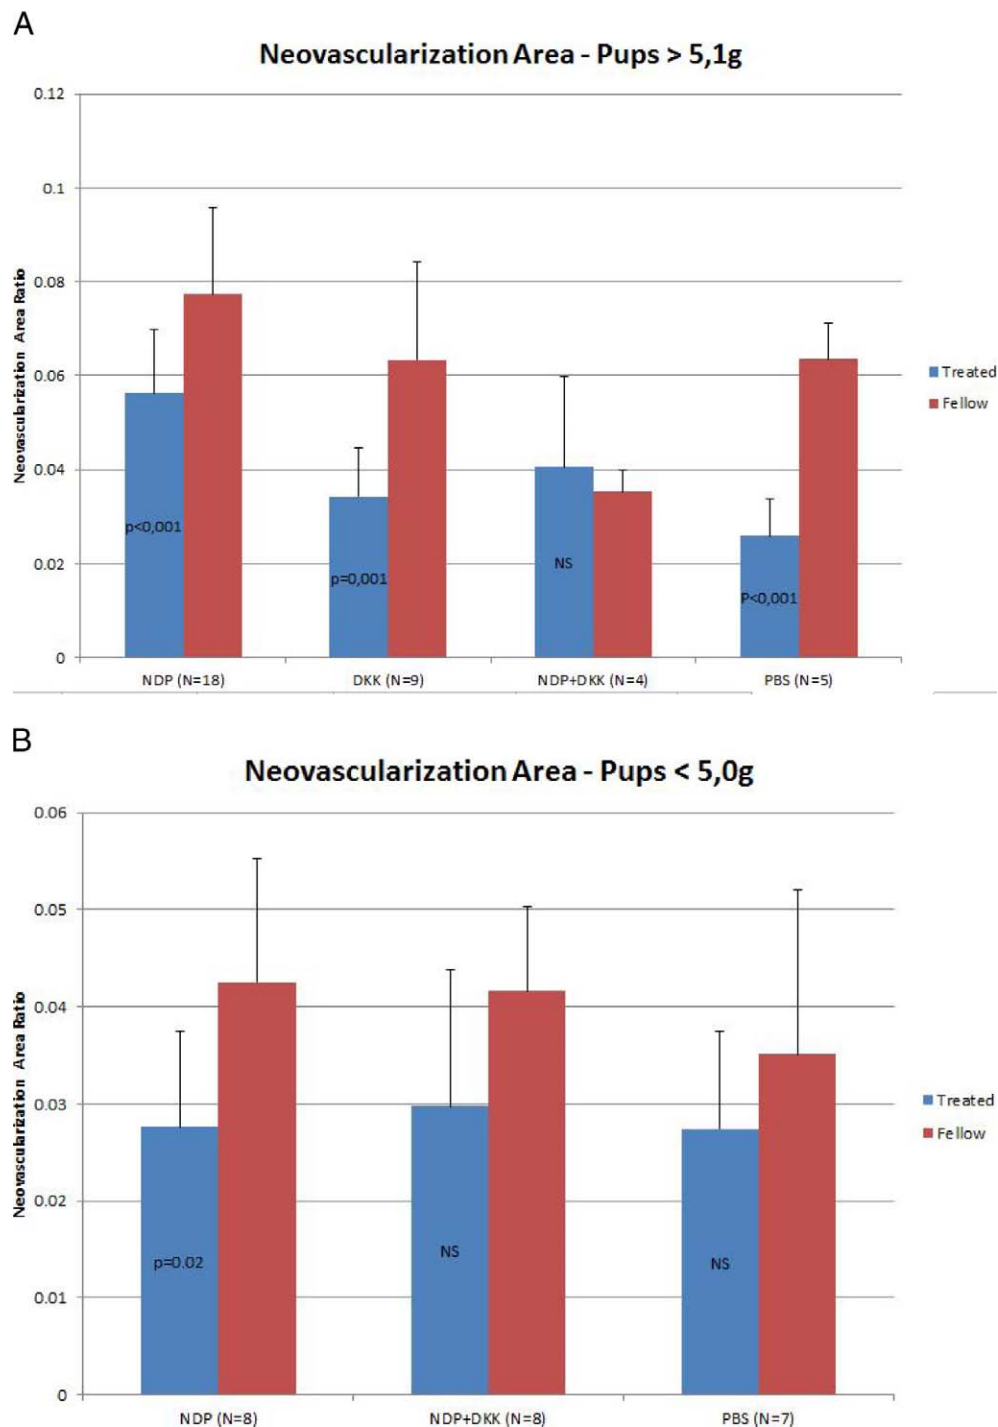 A
Neovascularization Area - Pups > 5,1g
0.12
0.1
0.08
0.06
0.04
0.02
0
Neovascularization Area Ratio
p<0,001
p=0,001
NS
P<0,001
NDP (N=18)
DKK (N=9)
NDP+DKK (N=4)
PBS (N=5)
Treated
Fellow
B
Neovascularization Area - Pups < 5,0g
0.06
0.05
0.04
0.03
0.02
0.01
0
Neovascularization Area Ratio
p=0.02
NS
NS
NDP (N=8)
NDP+DKK (N=8)
PBS (N=7)
Treated
Fellow